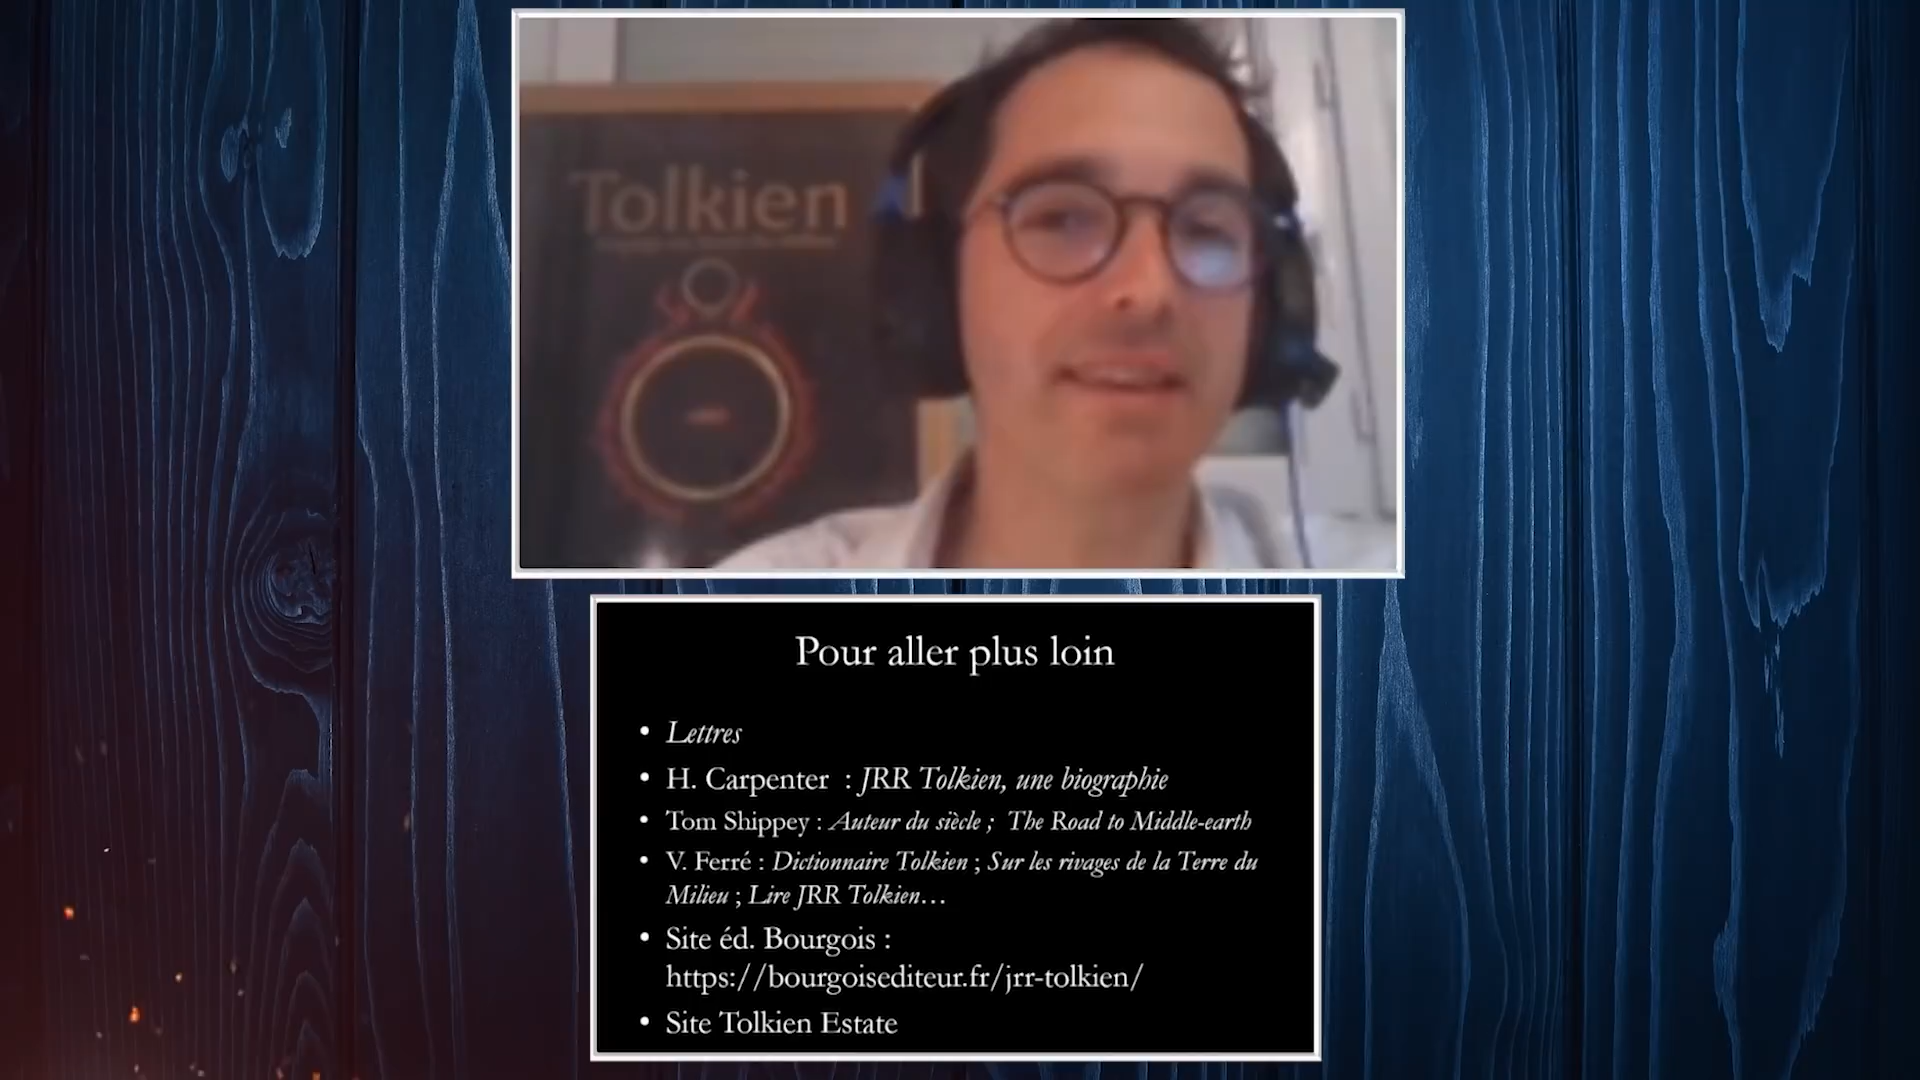 Tolkien
Pour aller plus loin
• Lettres
• H. Carpenter : JRR Tolkien, une biographie
• Tom Shippey : Auteur du siècle ; The Road to Middle-earth
• V. Ferré : Dictionnaire Tolkien ; Sur les rivages de la Terre du
Milieu ; Lire JRR Tolkien…
• Site éd. Bourgois :
https://bourgoisediteur.fr/jrr-tolkien/
• Site Tolkien Estate